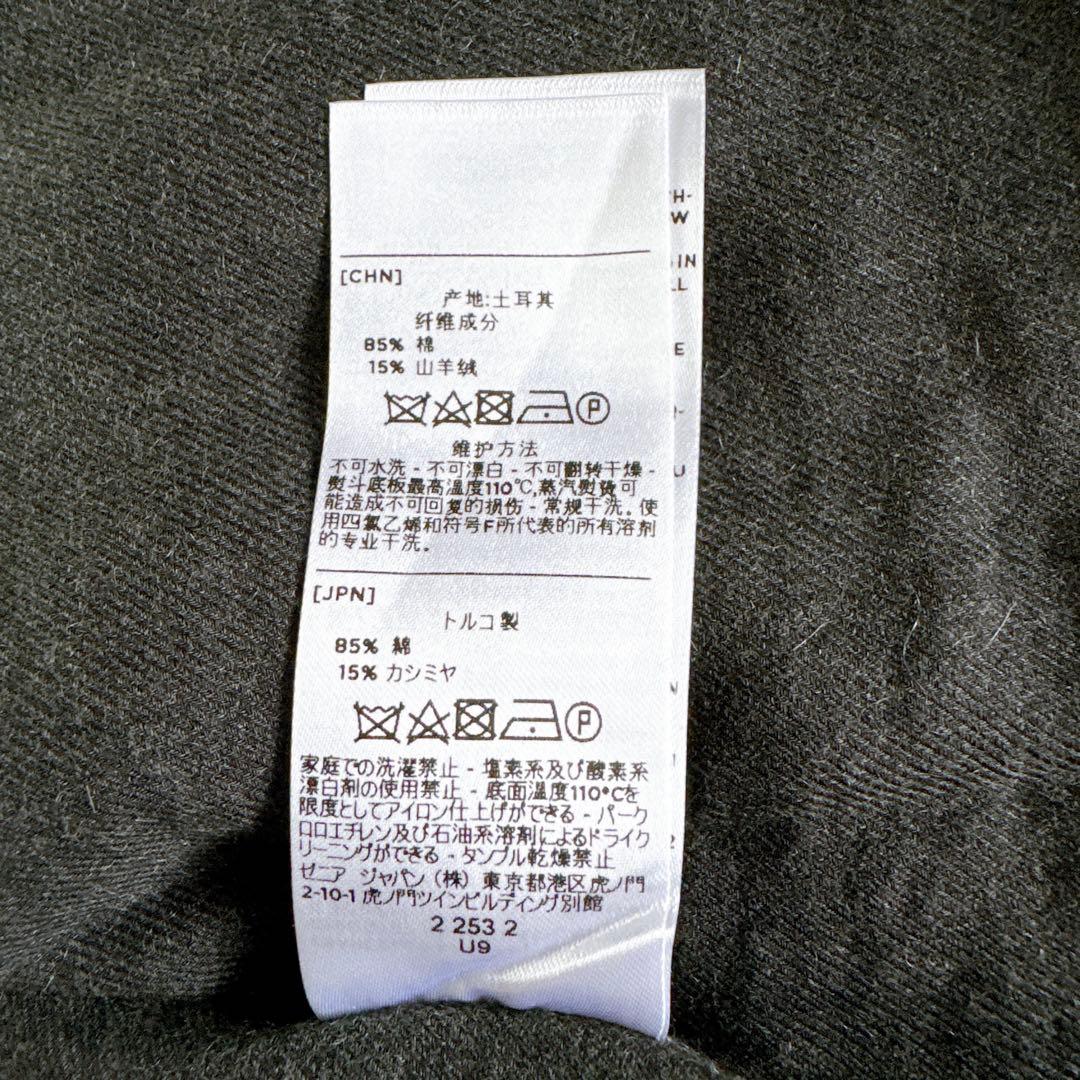 [CHN]
产地:土耳其
纤维成分
85% 棉
15% 山羊绒
P
维护方法
不可水洗 - 不可漂白 - 不可翻转干燥 -
熨斗底板最高温度110℃,蒸汽熨烫可
能造成不可回复的损伤 - 常规干洗。使
用四氯乙烯和符号F所代表的所有溶剂
的专业干洗。
[JPN]
トルコ製
85% 綿
15% カシミヤ
P
家庭での洗濯禁止 - 塩素系及び酸素系
漂白剤の使用禁止 - 底面温度110°Cを
限度としてアイロン仕上げができる - パーク
ロロエチレン及び石油系溶剤によるドライク
リーニングができる - タンブル乾燥禁止
ゼニア ジャパン (株) 東京都港区虎ノ門
2-10-1 虎ノ門ツインビルディング別館
2 253 2
U9
H-
W
IN
LL
E
U